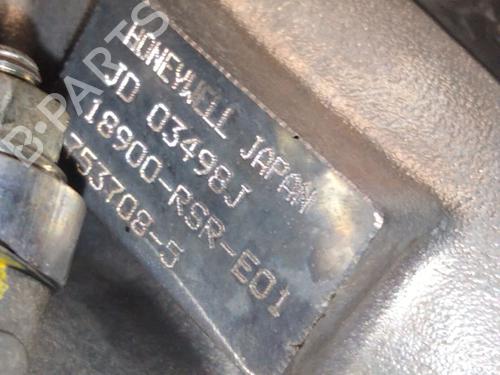 HONEYWELL JAPAN
JD 03498J
18900-RSR-E01
753708-5
B-PARTS